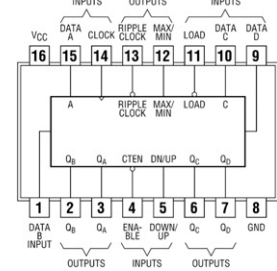 INPUTS OUTPUTS INPUTS
VCC DATA A CLOCK RIPPLE CLOCK MAX/ MIN LOAD DATA C DATA D
16 15 14 13 12 11 10 9
A RIPPLE CLOCK MAX/ MIN LOAD C
QB QA CTEN DN/UP QC QD
1 2 3 4 5 6 7 8
DATA B INPUT QB QA ENA- BLE DOWN/ UP QC QD GND
OUTPUTS INPUTS OUTPUTS